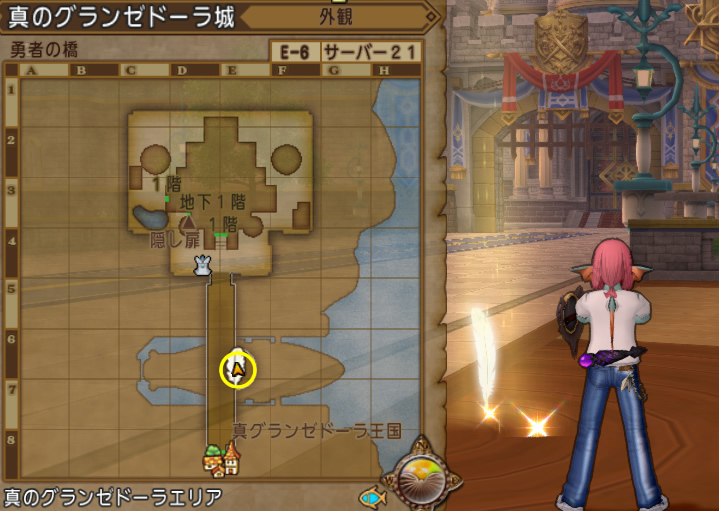 真のグランゼドーラ城 外観
勇者の橋 E-6 サーバー21
A B C D E F G H
1
2
3
4
5
6
7
8
1階
地下1階
1階
隠し扉
真グランゼドーラ王国
真のグランゼドーラエリア